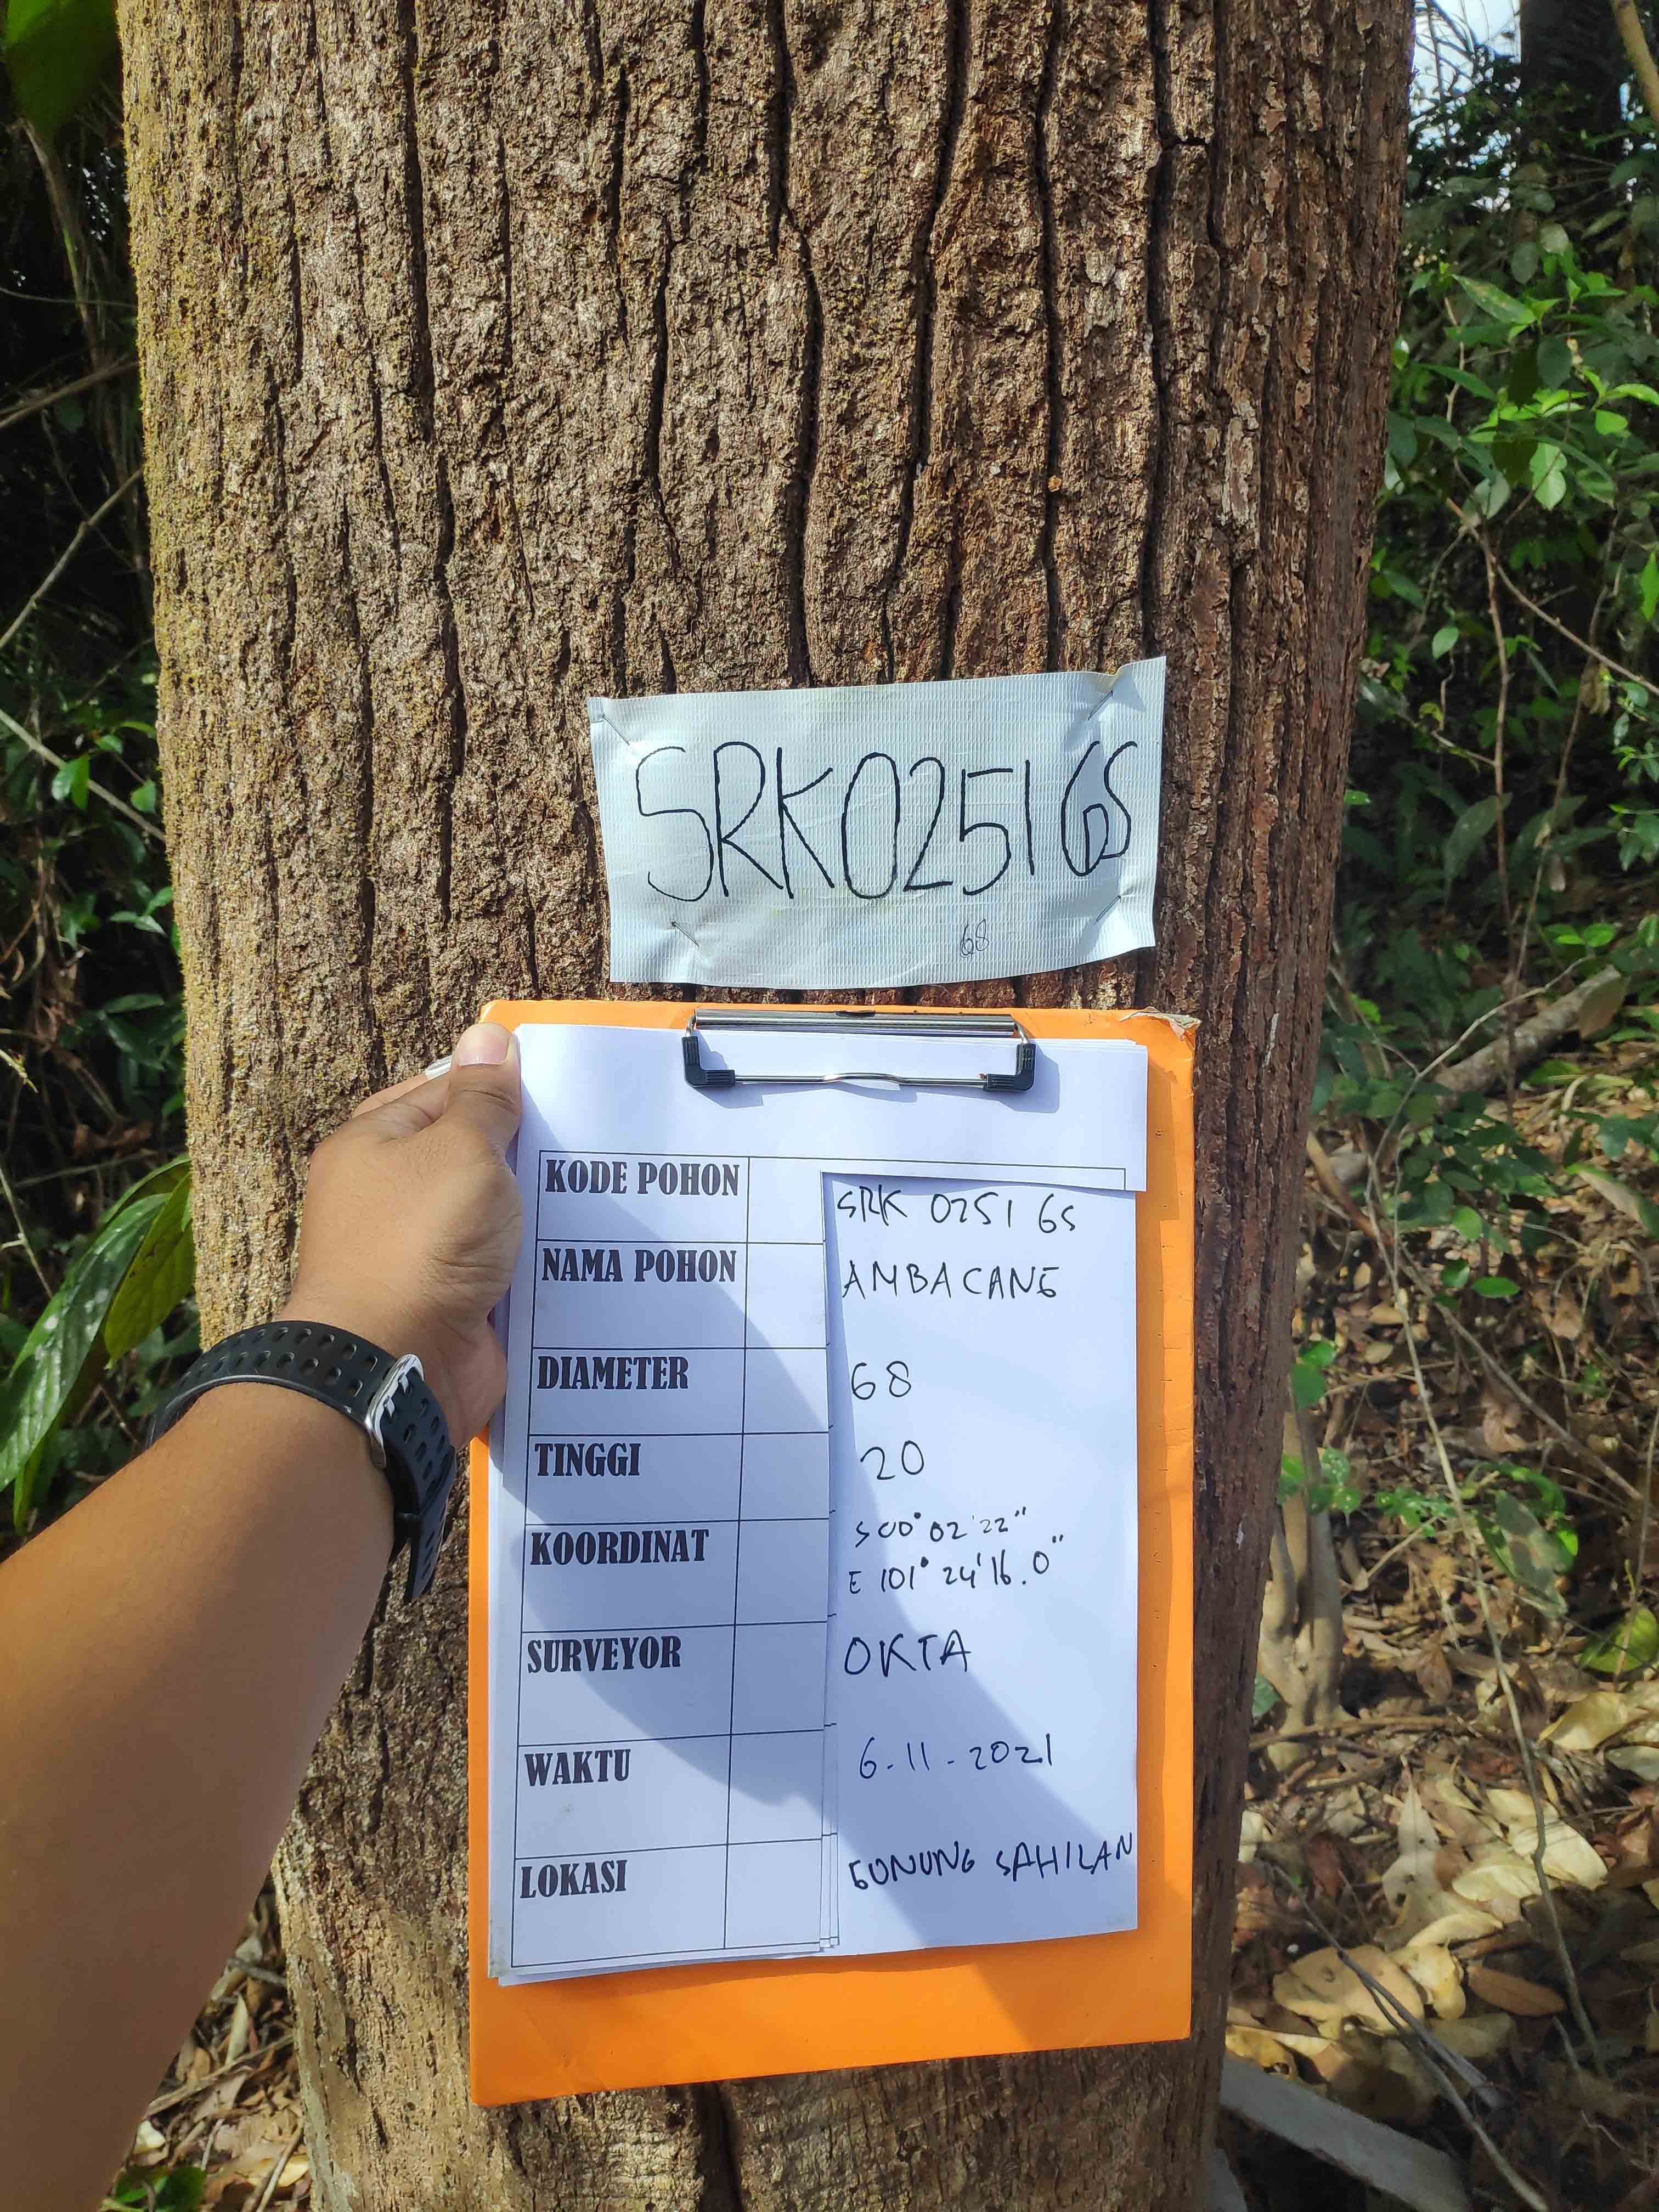 SRK0251GS
68
KODE POHON SRK 0251 GS
NAMA POHON AMBACANG
DIAMETER 68
TINGGI 20
KOORDINAT S 00° 02' 22"
E 101° 24' 16.0"
SURVEYOR OKTA
WAKTU 6-11-2021
LOKASI GUNUNG SAHILAN